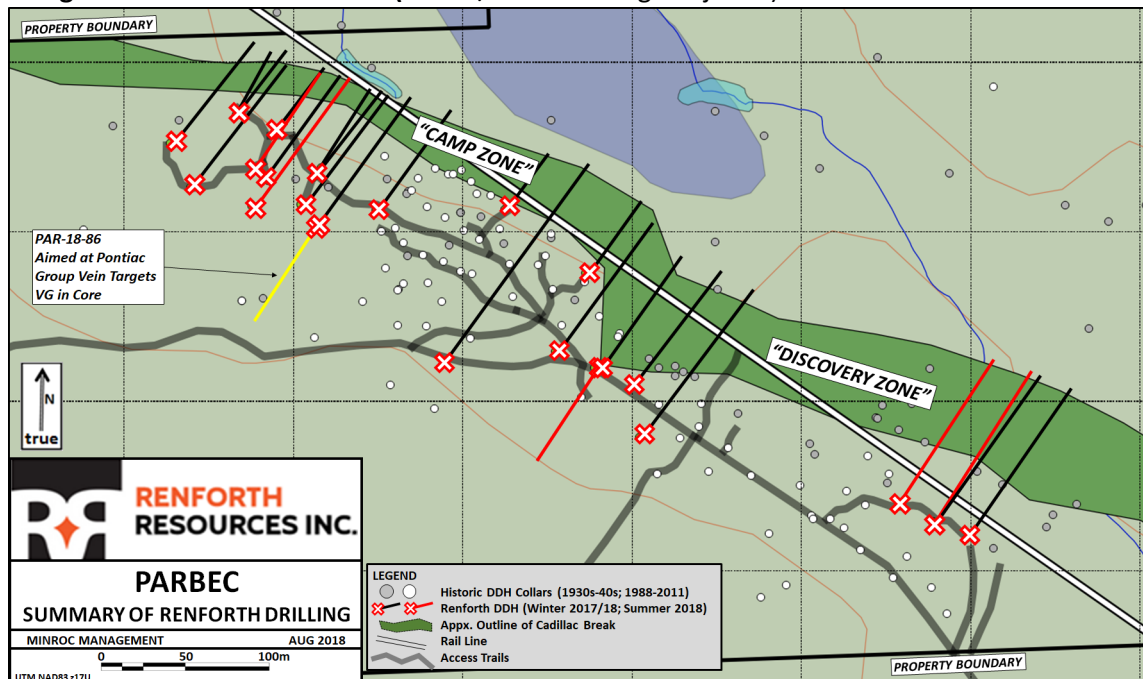 PROPERTY BOUNDARY
"CAMP ZONE"
PAR-18-86
Aimed at Pontiac
Group Vein Targets
VG in Core
"DISCOVERY ZONE"
N
true
RENFORTH
RESOURCES INC.
PARBEC
SUMMARY OF RENFORTH DRILLING
MINROC MANAGEMENT AUG 2018
0 50 100m
UTM NAD83 z17U
LEGEND
Historic DDH Collars (1930s-40s; 1988-2011)
Renforth DDH (Winter 2017/18; Summer 2018)
Appx. Outline of Cadillac Break
Rail Line
Access Trails
PROPERTY BOUNDARY